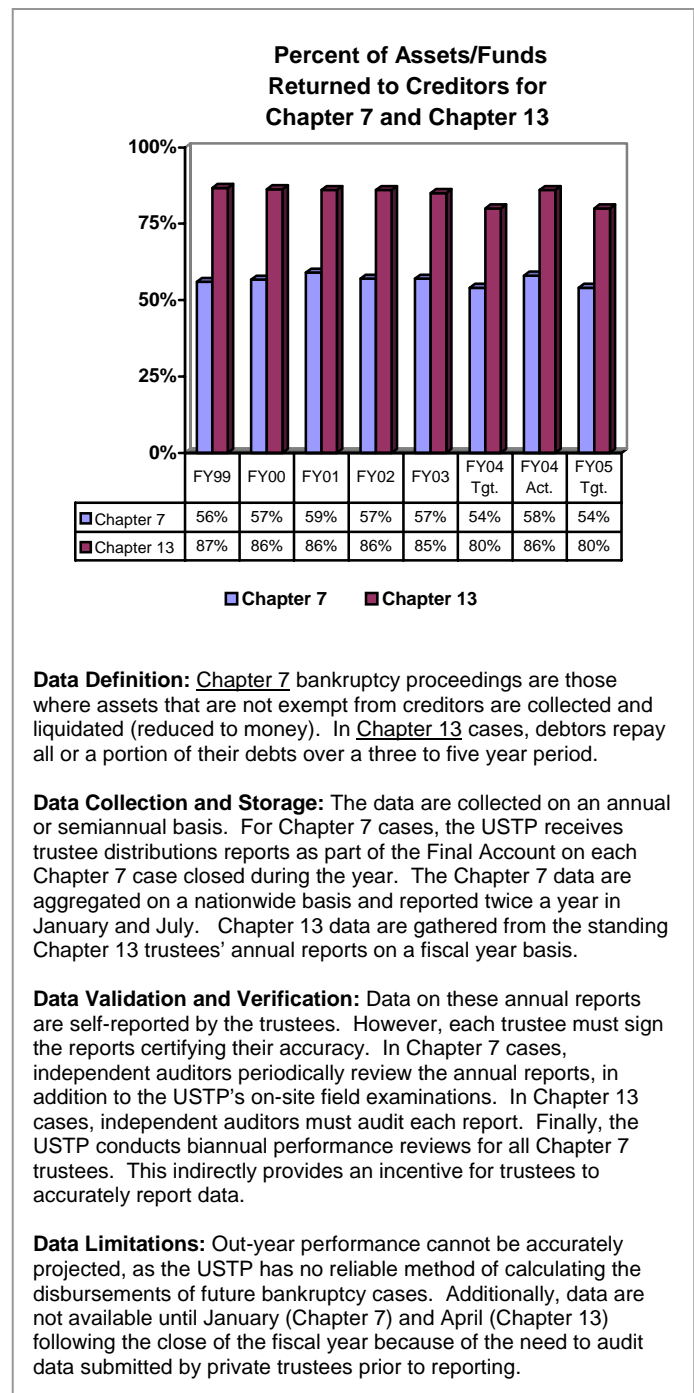 Percent of Assets/Funds
Returned to Creditors for
Chapter 7 and Chapter 13
100%
75%
50%
25%
0%
FY99 FY00 FY01 FY02 FY03 FY04 Tgt. FY04 Act. FY05 Tgt.
Chapter 7 56% 57% 59% 57% 57% 54% 58% 54%
Chapter 13 87% 86% 86% 86% 85% 80% 86% 80%
Chapter 7 Chapter 13
Data Definition: Chapter 7 bankruptcy proceedings are those
where assets that are not exempt from creditors are collected and
liquidated (reduced to money). In Chapter 13 cases, debtors repay
all or a portion of their debts over a three to five year period.
Data Collection and Storage: The data are collected on an annual
or semiannual basis. For Chapter 7 cases, the USTP receives
trustee distributions reports as part of the Final Account on each
Chapter 7 case closed during the year. The Chapter 7 data are
aggregated on a nationwide basis and reported twice a year in
January and July. Chapter 13 data are gathered from the standing
Chapter 13 trustees' annual reports on a fiscal year basis.
Data Validation and Verification: Data on these annual reports
are self-reported by the trustees. However, each trustee must sign
the reports certifying their accuracy. In Chapter 7 cases,
independent auditors periodically review the annual reports, in
addition to the USTP's on-site field examinations. In Chapter 13
cases, independent auditors must audit each report. Finally, the
USTP conducts biannual performance reviews for all Chapter 7
trustees. This indirectly provides an incentive for trustees to
accurately report data.
Data Limitations: Out-year performance cannot be accurately
projected, as the USTP has no reliable method of calculating the
disbursements of future bankruptcy cases. Additionally, data are
not available until January (Chapter 7) and April (Chapter 13)
following the close of the fiscal year because of the need to audit
data submitted by private trustees prior to reporting.